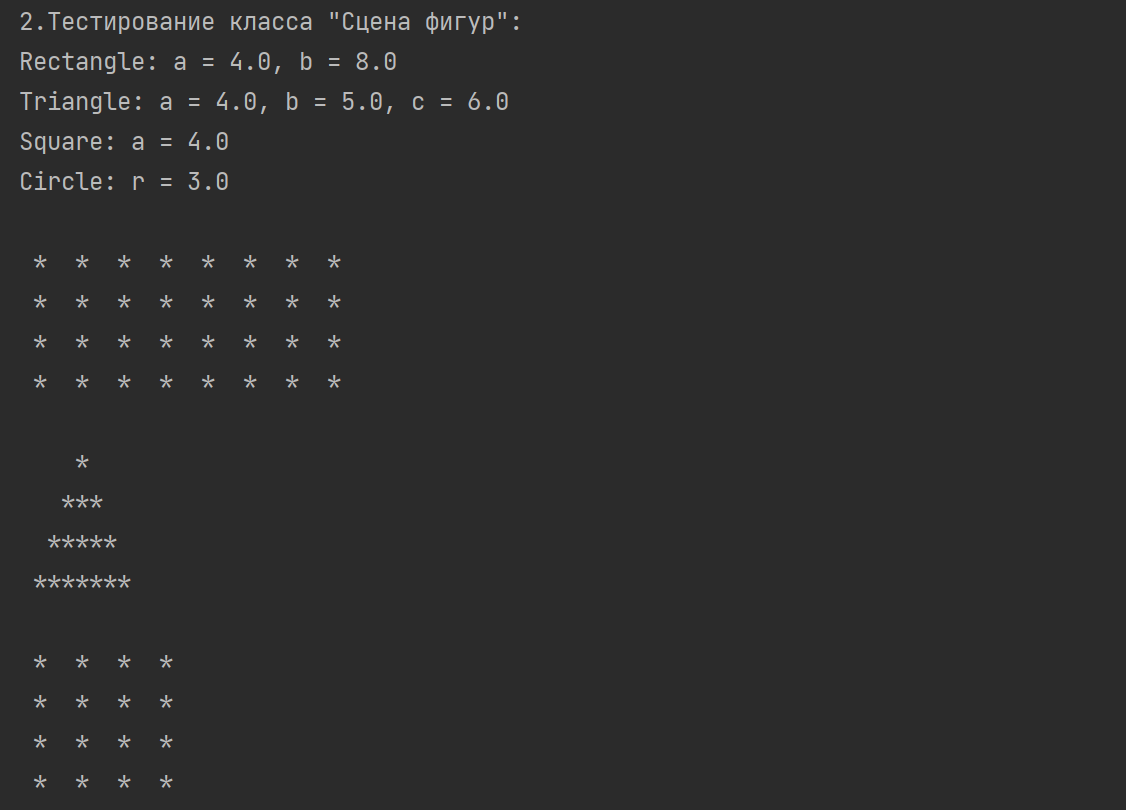 2.Тестирование класса "Сцена фигур":
Rectangle: a = 4.0, b = 8.0
Triangle: a = 4.0, b = 5.0, c = 6.0
Square: a = 4.0
Circle: r = 3.0

 *  *  *  *  *  *  *  *
 *  *  *  *  *  *  *  *
 *  *  *  *  *  *  *  *
 *  *  *  *  *  *  *  *

    *
   ***
  *****
 *******

 *  *  *  *
 *  *  *  *
 *  *  *  *
 *  *  *  *